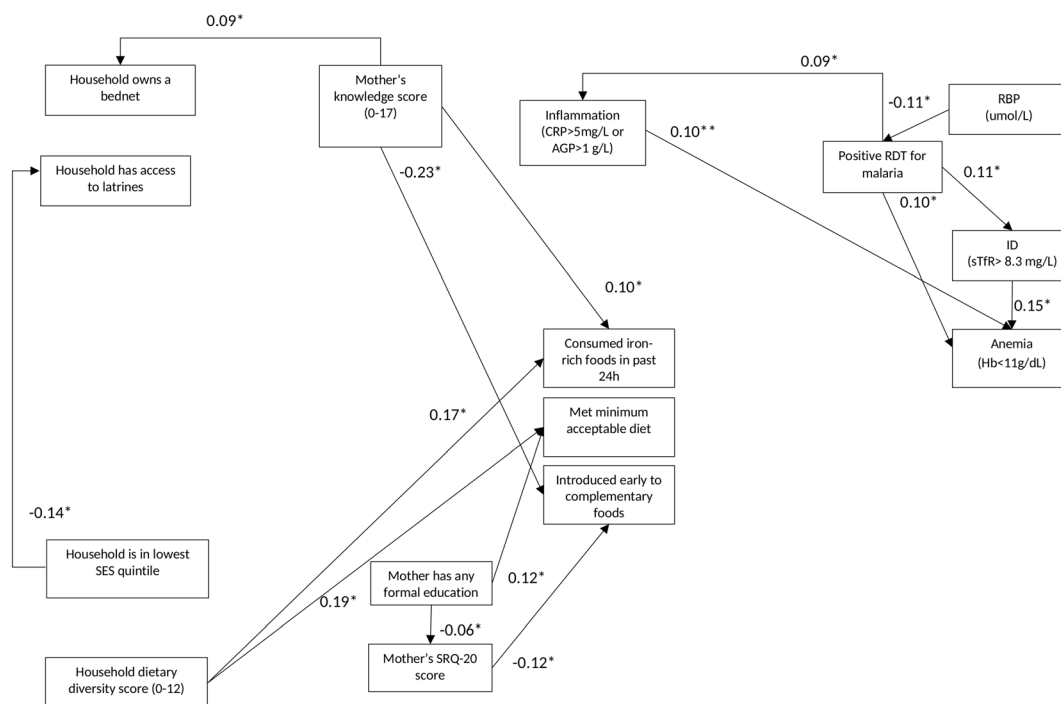 0.09*
Household owns a
bednet
Mother's
knowledge score
(0-17)
0.09*
Inflammation
(CRP>5mg/L or
AGP>1 g/L)
0.10**
-0.11*
RBP
(umol/L)
Positive RDT for
malaria
0.11*
0.10*
Household has access
to latrines
-0.23*
ID
(sTfR> 8.3 mg/L)
0.15*
0.10*
Anemia
(Hb<11g/dL)
Consumed iron-
rich foods in past
24h
0.17*
Met minimum
acceptable diet
Introduced early to
complementary
foods
-0.14*
Household is in lowest
SES quintile
Mother has any
formal education
0.12*
0.19*
-0.06*
Mother's SRQ-20
score
-0.12*
Household dietary
diversity score (0-12)